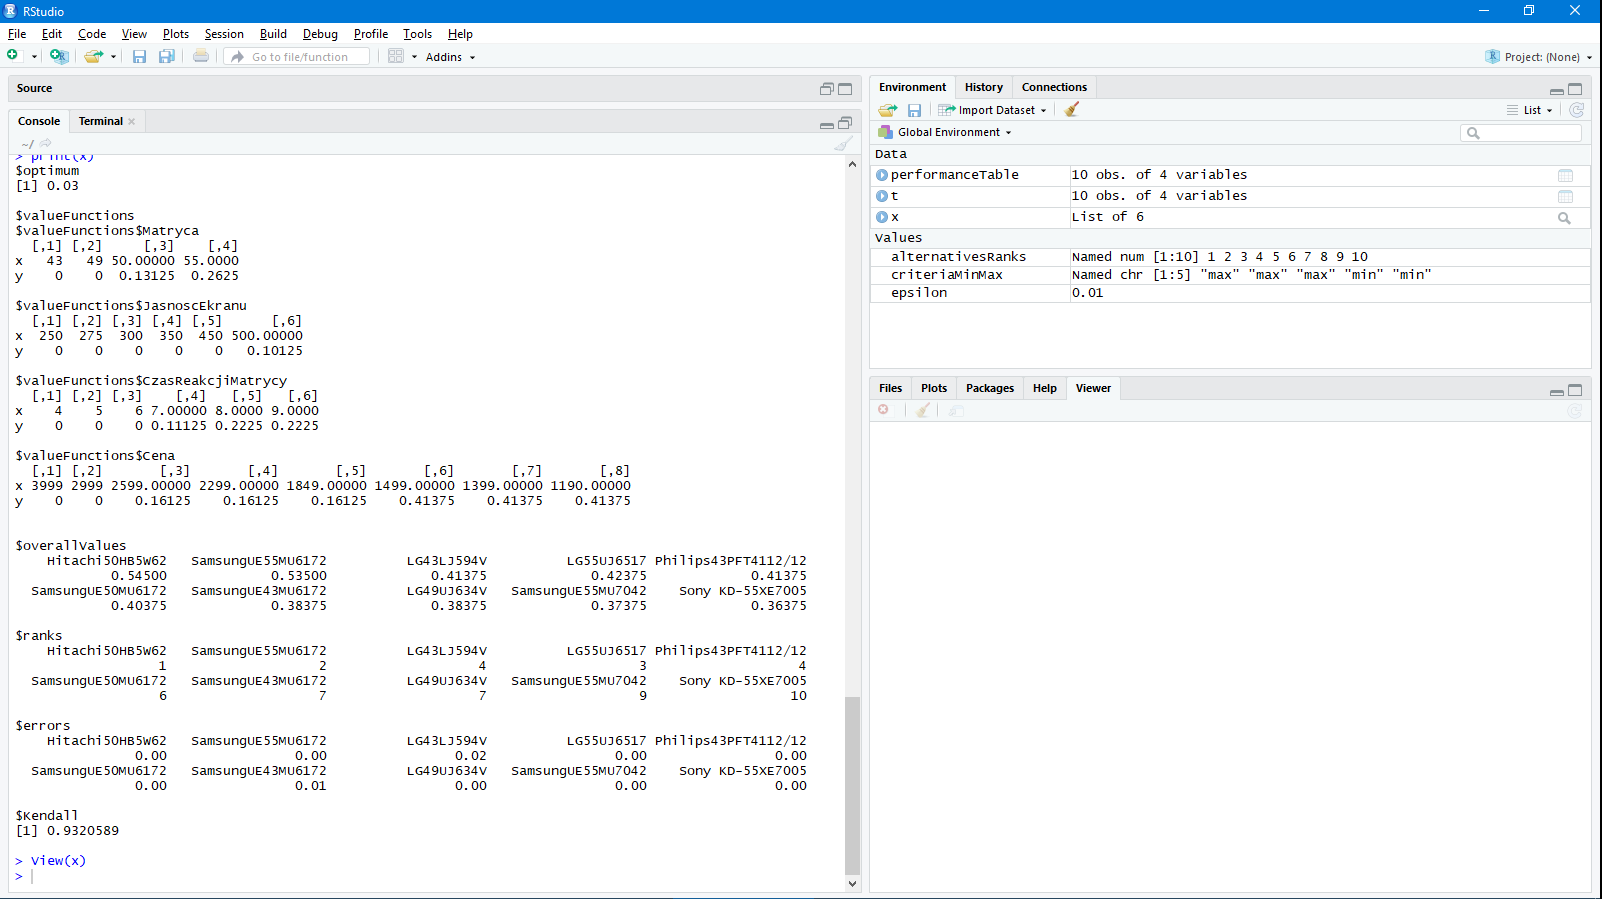 RStudio
File Edit Code View Plots Session Build Debug Profile Tools Help
Go to file/function Addins Project: (None)
Source
Console Terminal
~/
> print(x)
$optimum
[1] 0.03
$valueFunctions
$valueFunctions$Matryca
[,1] [,2] [,3] [,4]
x 43 49 50.00000 55.0000
y 0 0 0.13125 0.2625
$valueFunctions$JasnoscEkranu
[,1] [,2] [,3] [,4] [,5] [,6]
x 250 275 300 350 450 500.00000
y 0 0 0 0 0 0.10125
$valueFunctions$CzasReakcjiMatrycy
[,1] [,2] [,3] [,4] [,5] [,6]
x 4 5 6 7.00000 8.0000 9.0000
y 0 0 0 0.11125 0.2225 0.2225
$valueFunctions$Cena
[,1] [,2] [,3] [,4] [,5] [,6] [,7] [,8]
x 3999 2999 2599.00000 2299.00000 1849.00000 1499.00000 1399.00000 1190.00000
y 0 0 0.16125 0.16125 0.16125 0.41375 0.41375 0.41375
$overallValues
Hitachi50HB5W62 SamsungUE55MU6172 LG43LJ594V LG55UJ6517 Philips43PFT4112/12
0.54500 0.53500 0.41375 0.42375 0.41375
SamsungUE50MU6172 SamsungUE43MU6172 LG49UJ634V SamsungUE55MU7042 Sony KD-55XE7005
0.40375 0.38375 0.38375 0.37375 0.36375
$ranks
Hitachi50HB5W62 SamsungUE55MU6172 LG43LJ594V LG55UJ6517 Philips43PFT4112/12
1 2 4 3 4
SamsungUE50MU6172 SamsungUE43MU6172 LG49UJ634V SamsungUE55MU7042 Sony KD-55XE7005
6 7 7 9 10
$errors
Hitachi50HB5W62 SamsungUE55MU6172 LG43LJ594V LG55UJ6517 Philips43PFT4112/12
0.00 0.00 0.02 0.00 0.00
SamsungUE50MU6172 SamsungUE43MU6172 LG49UJ634V SamsungUE55MU7042 Sony KD-55XE7005
0.00 0.01 0.00 0.00 0.00
$Kendall
[1] 0.9320589
> View(x)
>
Environment History Connections
Import Dataset List
Global Environment
Data
performanceTable 10 obs. of 4 variables
t 10 obs. of 4 variables
x List of 6
Values
alternativesRanks Named num [1:10] 1 2 3 4 5 6 7 8 9 10
criteriaMinMax Named chr [1:5] "max" "max" "max" "min" "min"
epsilon 0.01
Files Plots Packages Help Viewer